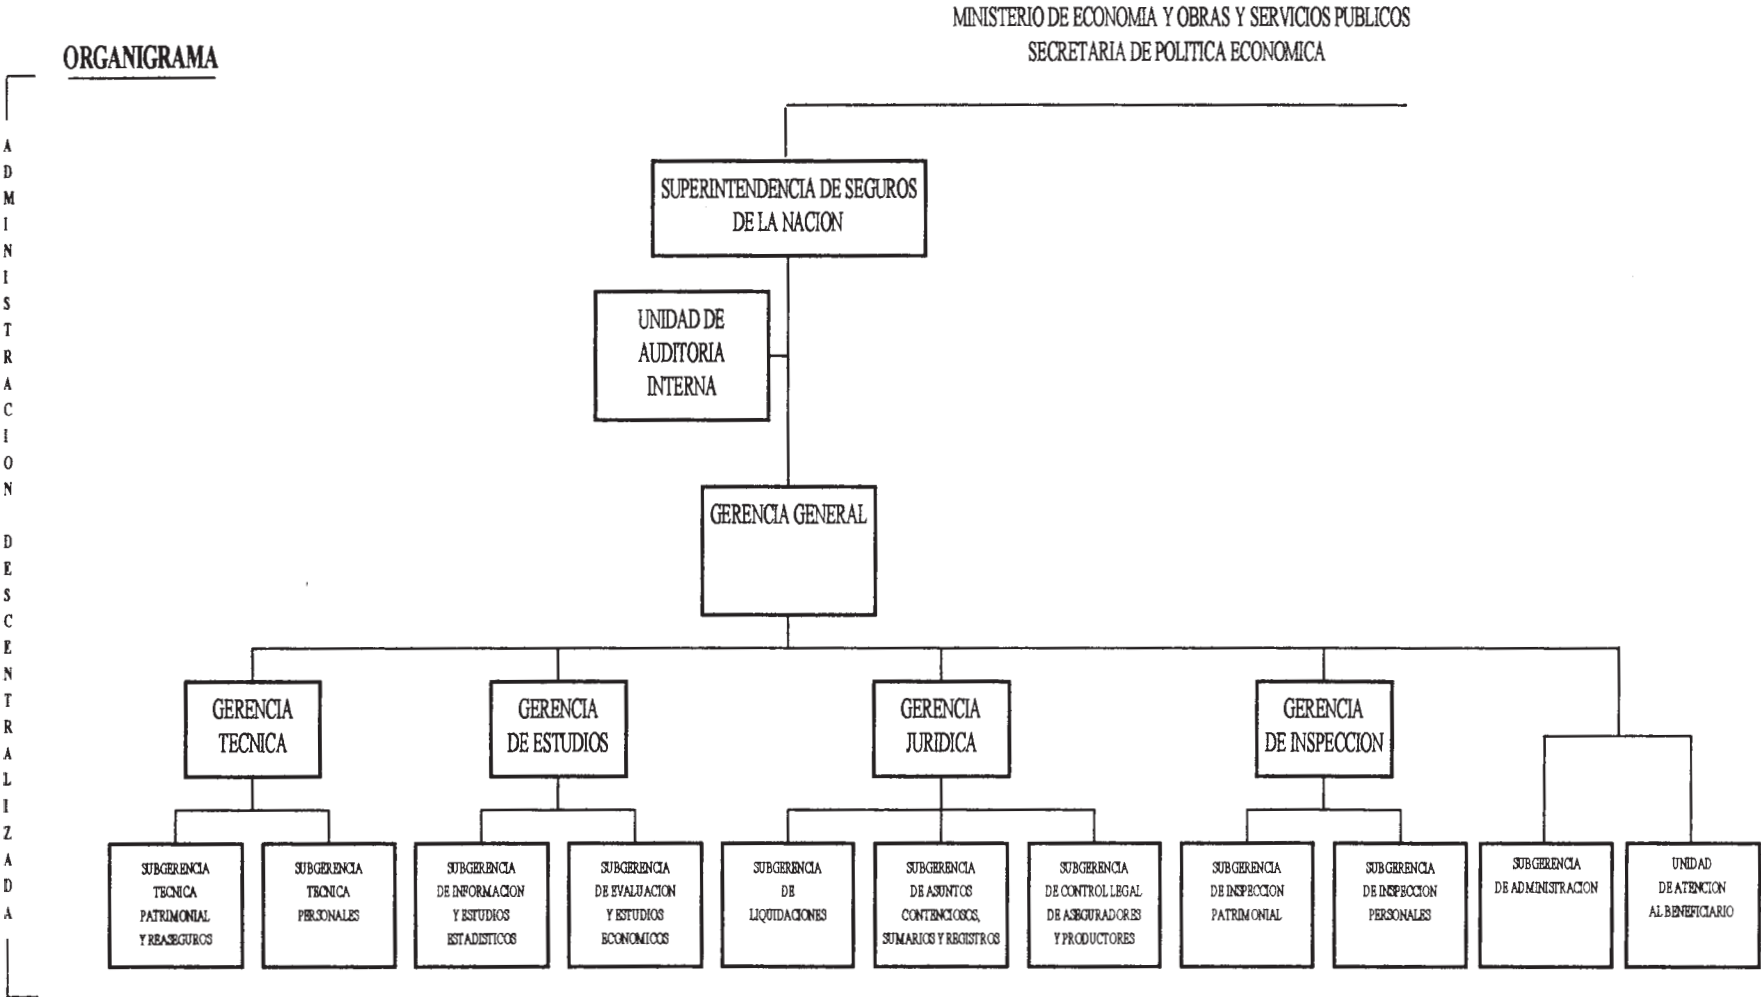 MINISTERIO DE ECONOMIA Y OBRAS Y SERVICIOS PUBLICOS
SECRETARIA DE POLITICA ECONOMICA
ORGANIGRAMA
ADMINISTRACION DESCENTRALIZADA
SUPERINTENDENCIA DE SEGUROS
DE LA NACION
UNIDAD DE
AUDITORIA
INTERNA
GERENCIA GENERAL
GERENCIA
TECNICA
GERENCIA
DE ESTUDIOS
GERENCIA
JURIDICA
GERENCIA
DE INSPECCION
SUBGERENCIA
TECNICA
PATRIMONIAL
Y REASEGUROS
SUBGERENCIA
TECNICA
PERSONALES
SUBGERENCIA
DE INFORMACION
Y ESTUDIOS
ESTADISTICOS
SUBGERENCIA
DE EVALUACION
Y ESTUDIOS
ECONOMICOS
SUBGERENCIA
DE
LIQUIDACIONES
SUBGERENCIA
DE ASUNTOS
CONTENCIOSOS,
SUMARIOS Y REGISTROS
SUBGERENCIA
DE CONTROL LEGAL
DE ASEGURADORES
Y PRODUCTORES
SUBGERENCIA
DE INSPECCION
PATRIMONIAL
SUBGERENCIA
DE INSPECCION
PERSONALES
SUBGERENCIA
DE ADMINISTRACION
UNIDAD
DE ATENCION
AL BENEFICIARIO